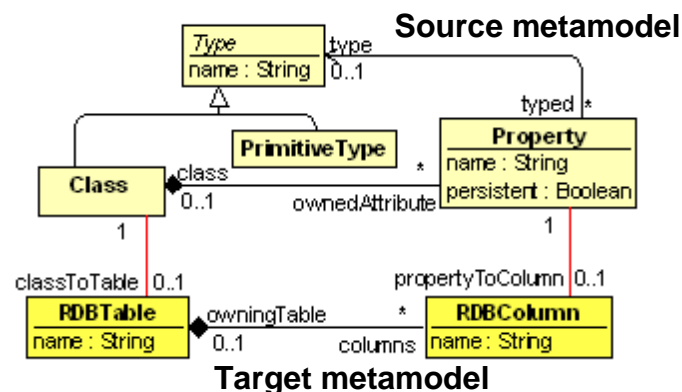 Source metamodel
Type
name : String
type
0..1
typed *
PrimitiveType
Property
name : String
persistent : Boolean
Class
class
0..1
*
ownedAttribute
1
1
classToTable 0..1
propertyToColumn 0..1
RDBTable
name : String
owningTable
0..1
*
columns
RDBColumn
name : String
Target metamodel